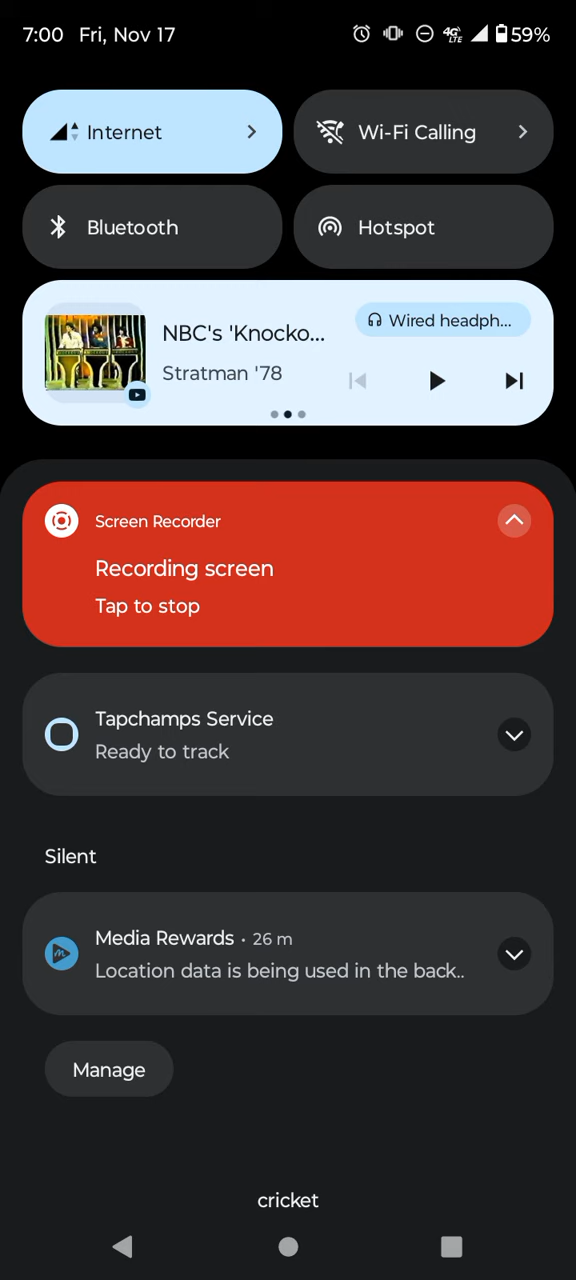 7:00 Fri, Nov 17 4G LTE 59%
Internet
Wi-Fi Calling
Bluetooth
Hotspot
NBC's 'Knocko...
Wired headph...
Stratman '78
Screen Recorder
Recording screen
Tap to stop
Tapchamps Service
Ready to track
Silent
Media Rewards • 26 m
Location data is being used in the back..
Manage
cricket